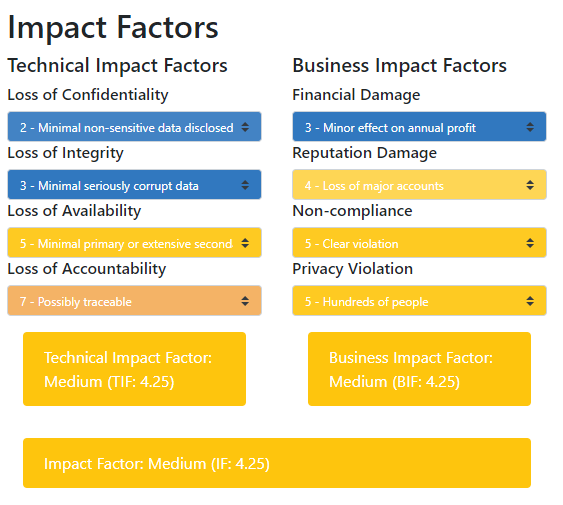 Impact Factors
Technical Impact Factors
Loss of Confidentiality
2 - Minimal non-sensitive data disclosed
Loss of Integrity
3 - Minimal seriously corrupt data
Loss of Availability
5 - Minimal primary or extensive second
Loss of Accountability
7 - Possibly traceable
Technical Impact Factor:
Medium (TIF: 4.25)
Business Impact Factors
Financial Damage
3 - Minor effect on annual profit
Reputation Damage
4 - Loss of major accounts
Non-compliance
5 - Clear violation
Privacy Violation
5 - Hundreds of people
Business Impact Factor:
Medium (BIF: 4.25)
Impact Factor: Medium (IF: 4.25)